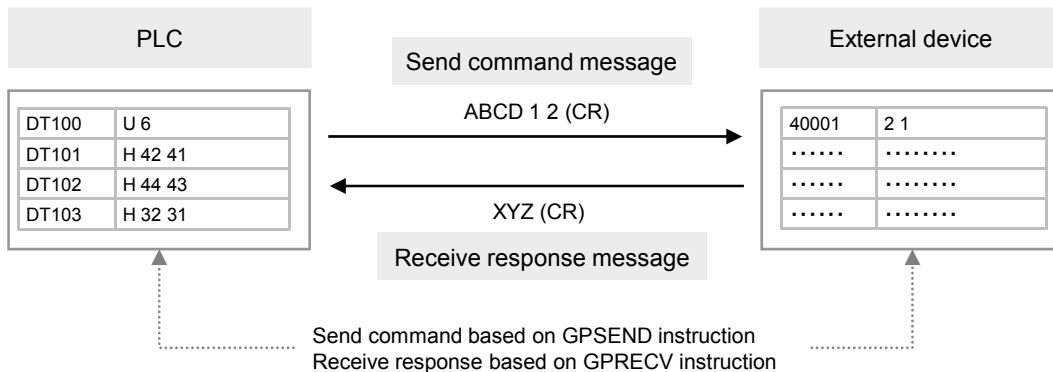 PLC
External device
Send command message
ABCD 1 2 (CR)
DT100 U 6
DT101 H 42 41
DT102 H 44 43
DT103 H 32 31
40001 2 1
...... ........
...... ........
...... ........
XYZ (CR)
Receive response message
Send command based on GPSEND instruction
Receive response based on GPRECV instruction